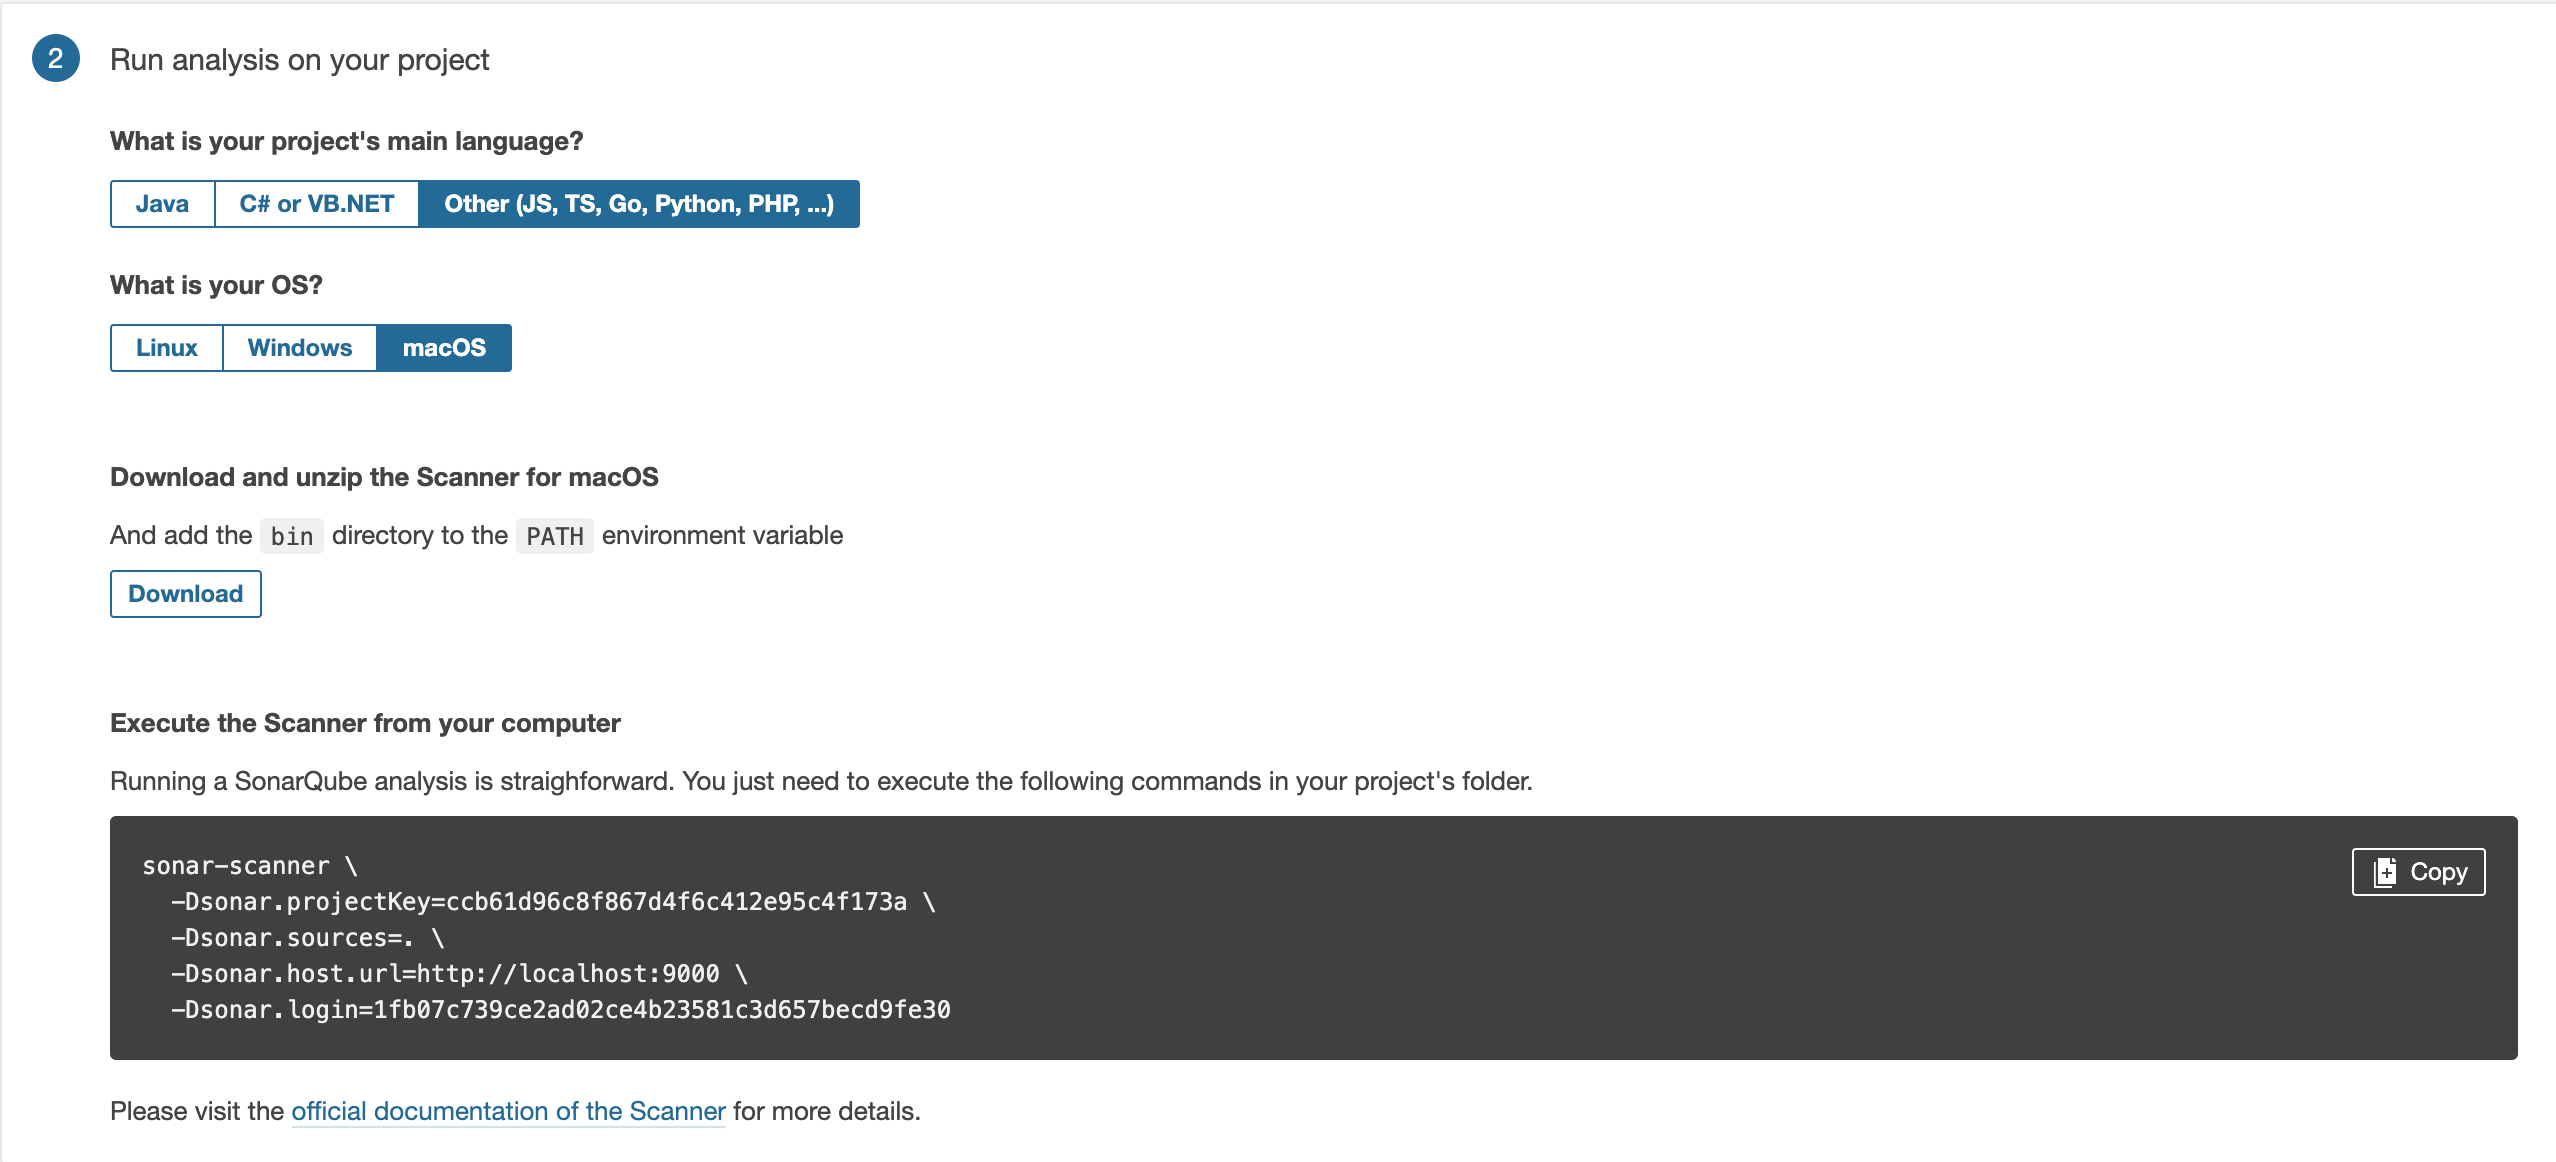 2 Run analysis on your project
What is your project's main language?
Java C# or VB.NET Other (JS, TS, Go, Python, PHP, ...)
What is your OS?
Linux Windows macOS
Download and unzip the Scanner for macOS
And add the bin directory to the PATH environment variable
Download
Execute the Scanner from your computer
Running a SonarQube analysis is straighforward. You just need to execute the following commands in your project's folder.
sonar-scanner \
Copy
-Dsonar.projectKey=ccb61d96c8f867d4f6c412e95c4f173a \
-Dsonar.sources=. \
-Dsonar.host.url=http://localhost:9000 \
-Dsonar.login=1fb07c739ce2ad02ce4b23581c3d657becd9fe30
Please visit the official documentation of the Scanner for more details.